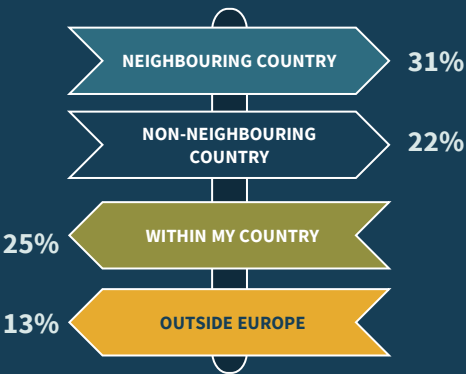 NEIGHBOURING COUNTRY
31%
NON-NEIGHBOURING
COUNTRY
22%
25%
WITHIN MY COUNTRY
13%
OUTSIDE EUROPE